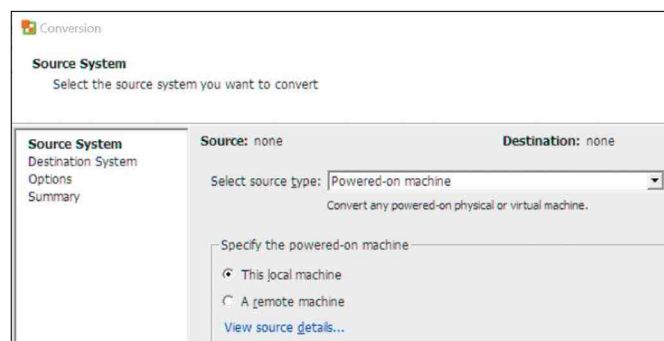 Conversion
Source System
Select the source system you want to convert
Source System
Destination System
Options
Summary
Source: none Destination: none
Select source type: Powered-on machine
Convert any powered-on physical or virtual machine.
Specify the powered-on machine
This local machine
A remote machine
View source details...